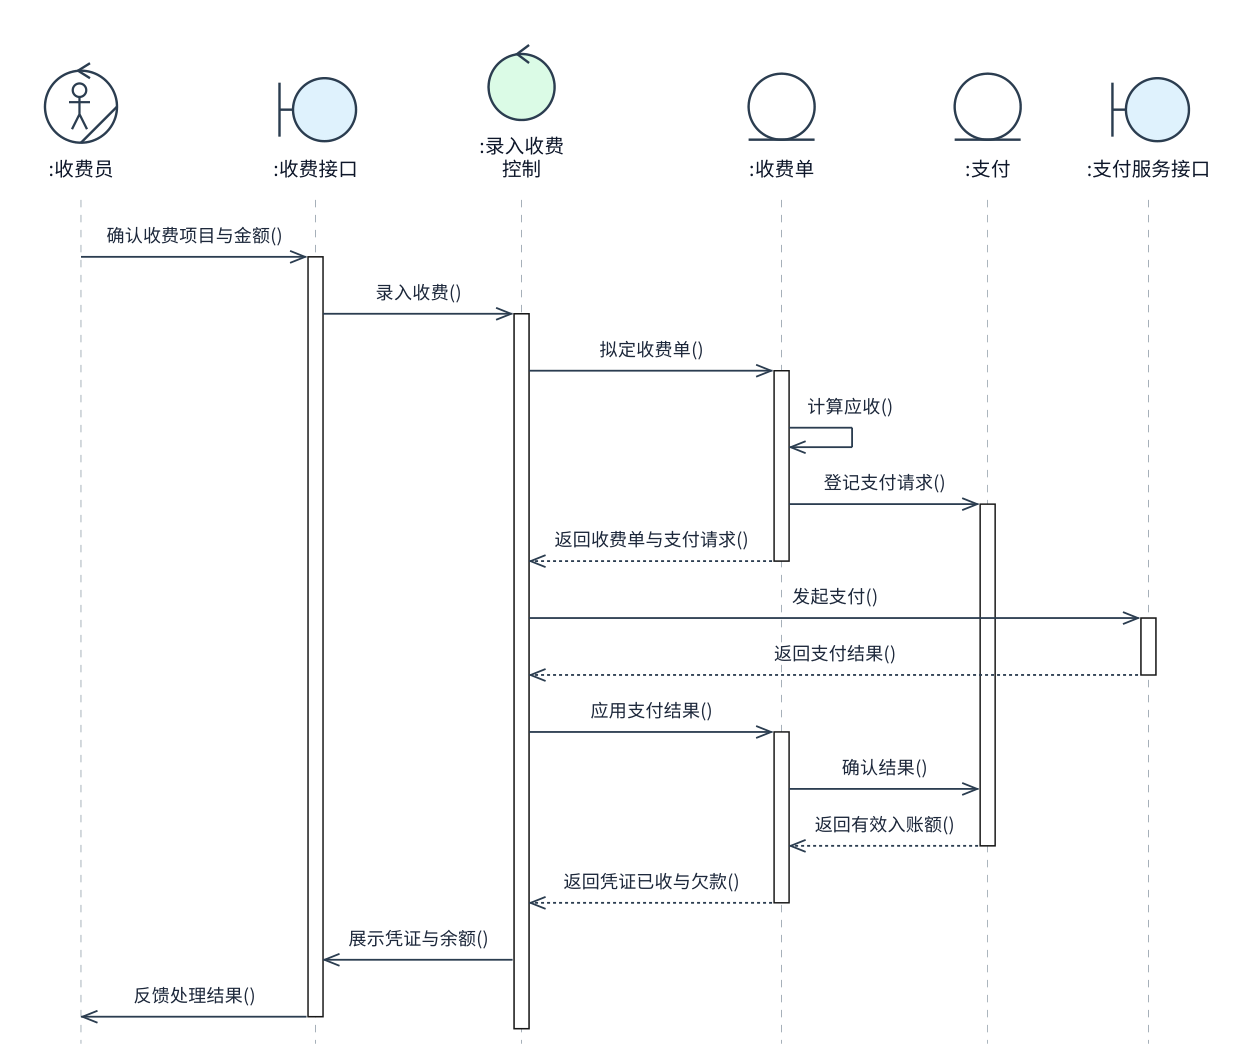 :收费员
:收费接口
:录入收费
控制
:收费单
:支付
:支付服务接口
确认收费项目与金额()
录入收费()
拟定收费单()
计算应收()
登记支付请求()
返回收费单与支付请求()
发起支付()
返回支付结果()
应用支付结果()
确认结果()
返回有效入账额()
返回凭证已收与欠款()
展示凭证与余额()
反馈处理结果()